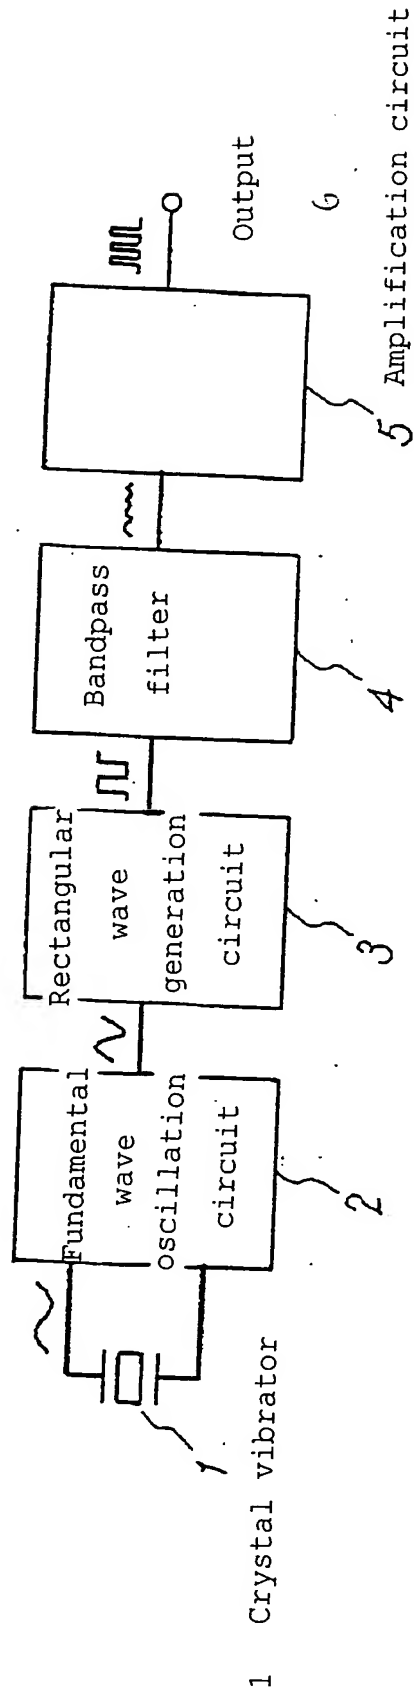 Fundamental
wave
oscillation
circuit
Rectangular
wave
generation
circuit
Bandpass
filter
Output
1
2
3
4
5
6
1 Crystal vibrator
Amplification circuit